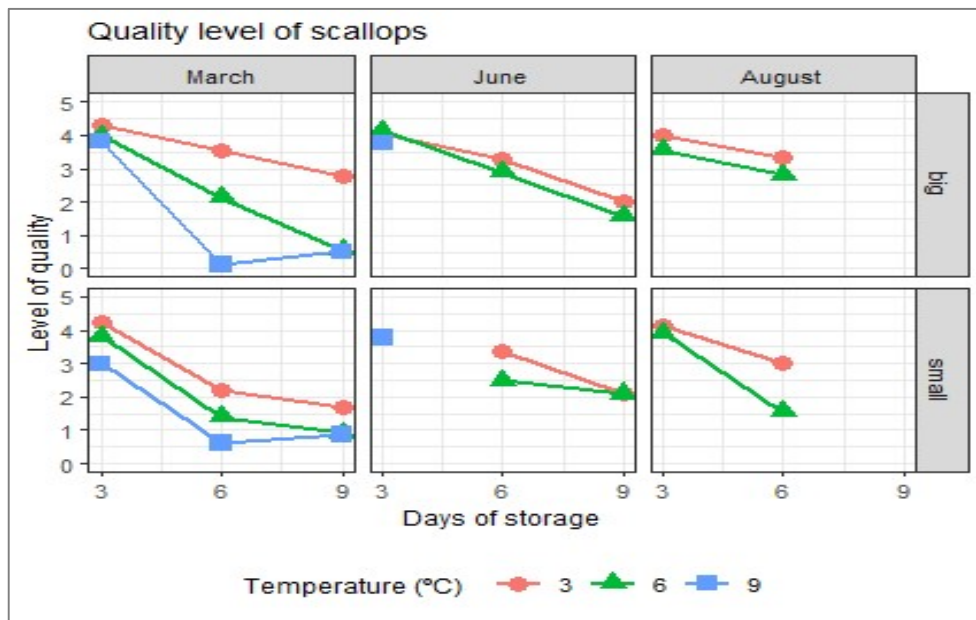 Quality level of scallops
March June August
5
4
3
2
1
0
big
5
4
3
2
1
0
small
Level of quality
3 6 9 3 6 9 3 6 9
Days of storage
Temperature (ºC) 3 6 9